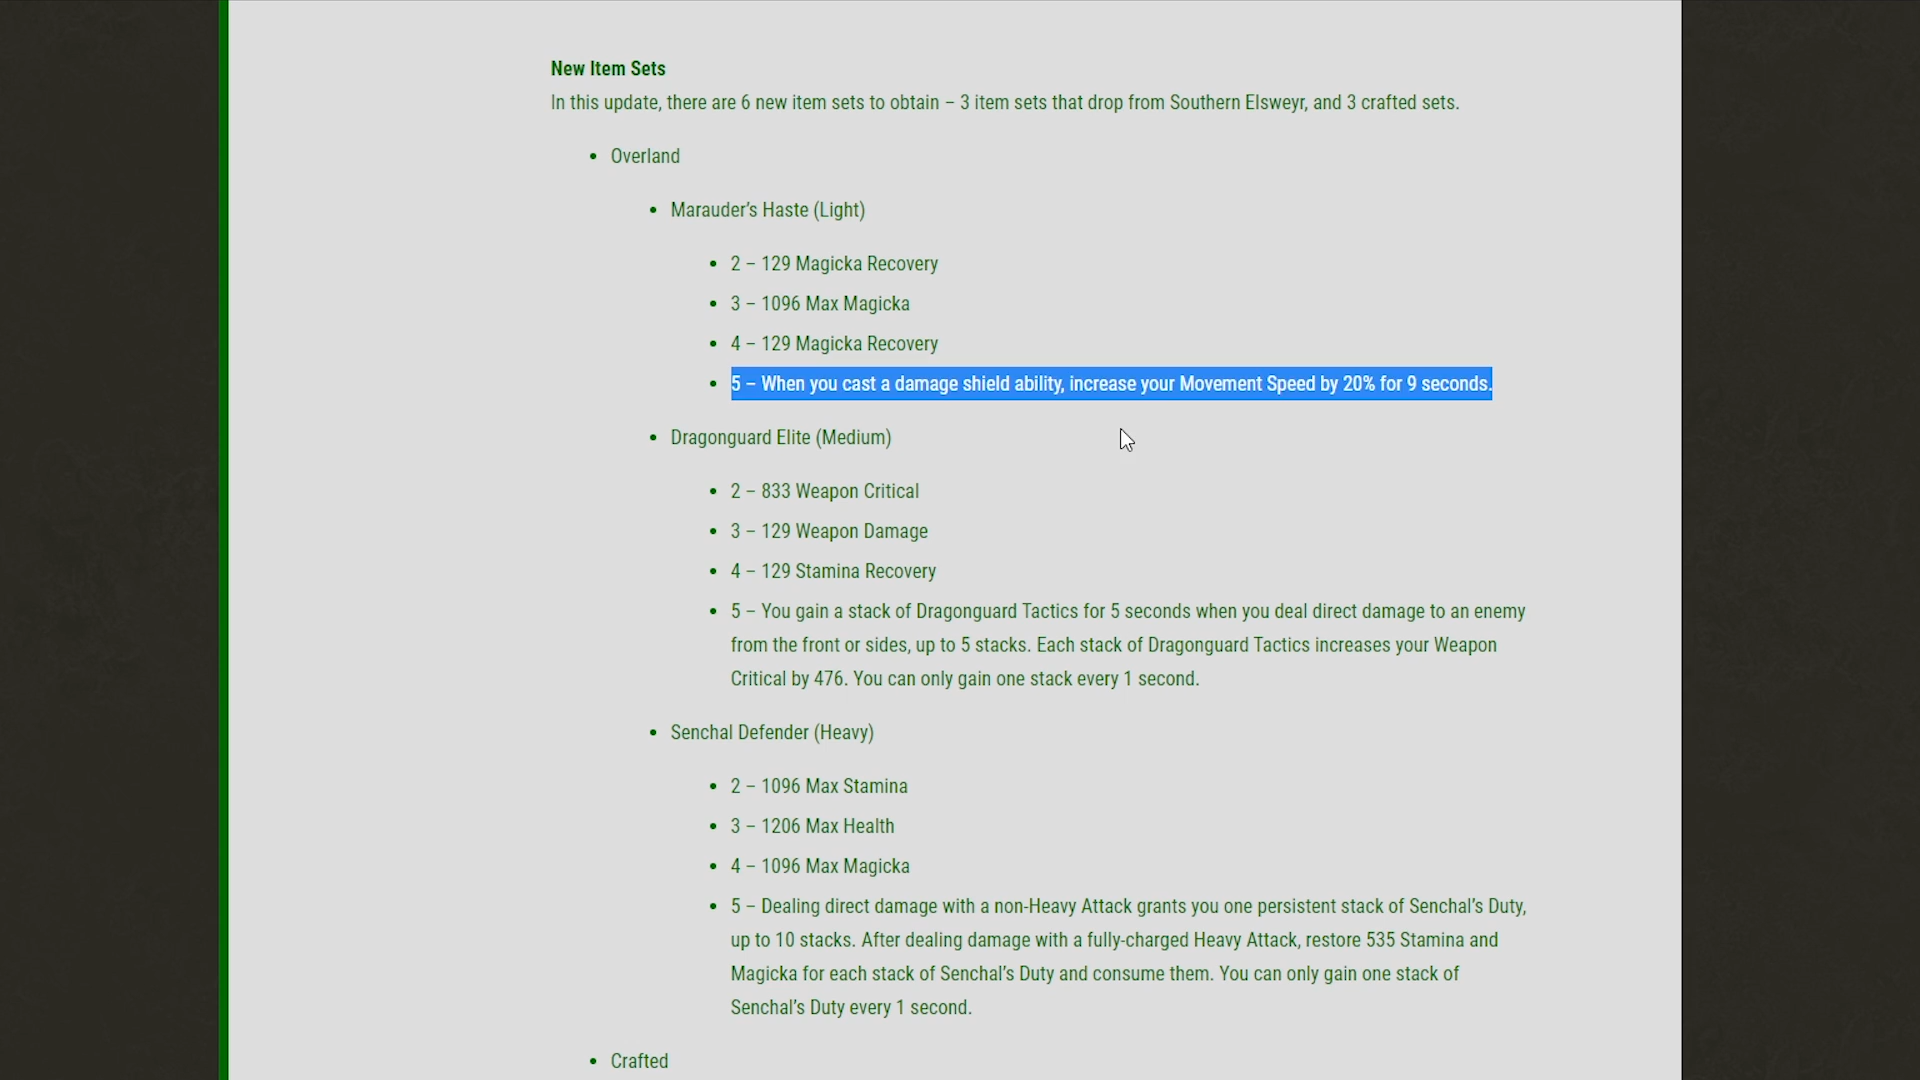 New Item Sets
In this update, there are 6 new item sets to obtain – 3 item sets that drop from Southern Elsweyr, and 3 crafted sets.
• Overland
• Marauder's Haste (Light)
• 2 – 129 Magicka Recovery
• 3 – 1096 Max Magicka
• 4 – 129 Magicka Recovery
• 5 – When you cast a damage shield ability, increase your Movement Speed by 20% for 9 seconds.
• Dragonguard Elite (Medium)
• 2 – 833 Weapon Critical
• 3 – 129 Weapon Damage
• 4 – 129 Stamina Recovery
• 5 – You gain a stack of Dragonguard Tactics for 5 seconds when you deal direct damage to an enemy
from the front or sides, up to 5 stacks. Each stack of Dragonguard Tactics increases your Weapon
Critical by 476. You can only gain one stack every 1 second.
• Senchal Defender (Heavy)
• 2 – 1096 Max Stamina
• 3 – 1206 Max Health
• 4 – 1096 Max Magicka
• 5 – Dealing direct damage with a non-Heavy Attack grants you one persistent stack of Senchal's Duty,
up to 10 stacks. After dealing damage with a fully-charged Heavy Attack, restore 535 Stamina and
Magicka for each stack of Senchal's Duty and consume them. You can only gain one stack of
Senchal's Duty every 1 second.
• Crafted